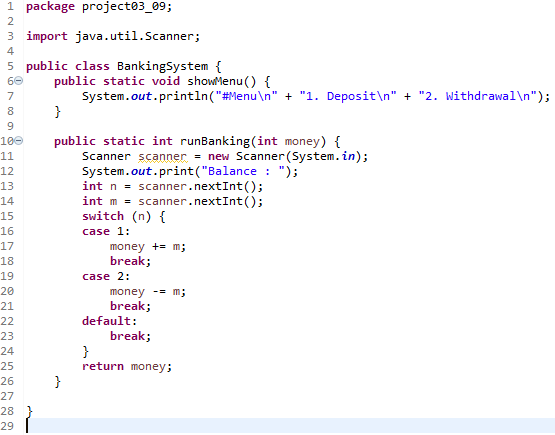 1 package project03_09;
2
3 import java.util.Scanner;
4
5 public class BankingSystem {
6     public static void showMenu() {
7         System.out.println("#Menu\n" + "1. Deposit\n" + "2. Withdrawal\n");
8     }
9
10     public static int runBanking(int money) {
11         Scanner scanner = new Scanner(System.in);
12         System.out.print("Balance : ");
13         int n = scanner.nextInt();
14         int m = scanner.nextInt();
15         switch (n) {
16         case 1:
17             money += m;
18             break;
19         case 2:
20             money -= m;
21             break;
22         default:
23             break;
24         }
25         return money;
26     }
27
28 }
29